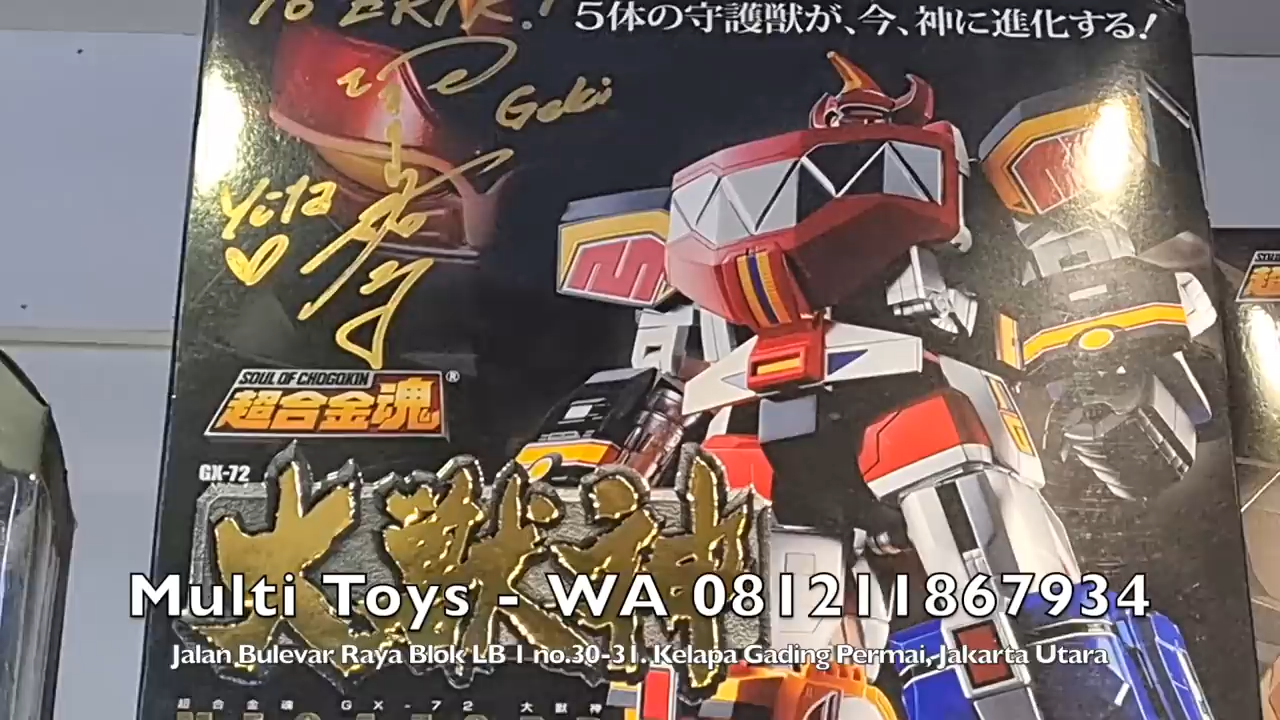 TO ERIK!
5体の守護獣が、今、神に進化する!
Goki
Yuta
SOUL OF CHOGOKIN
超合金魂®
GX-72
大獣神
Multi Toys - WA 081211867934
Jalan Bulevar Raya Blok LB 1 no.30-31, Kelapa Gading Permai, Jakarta Utara
超合金魂 GX-72 大獣神